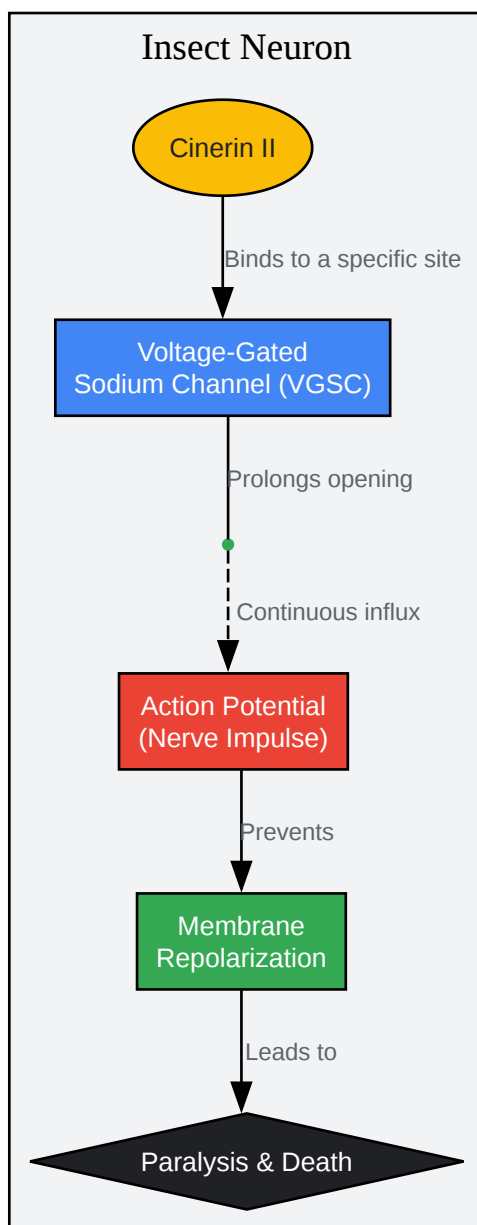 Insect Neuron
Cinerin II
Binds to a specific site
Voltage-Gated
Sodium Channel (VGSC)
Prolongs opening
Continuous influx
Action Potential
(Nerve Impulse)
Prevents
Membrane
Repolarization
Leads to
Paralysis & Death